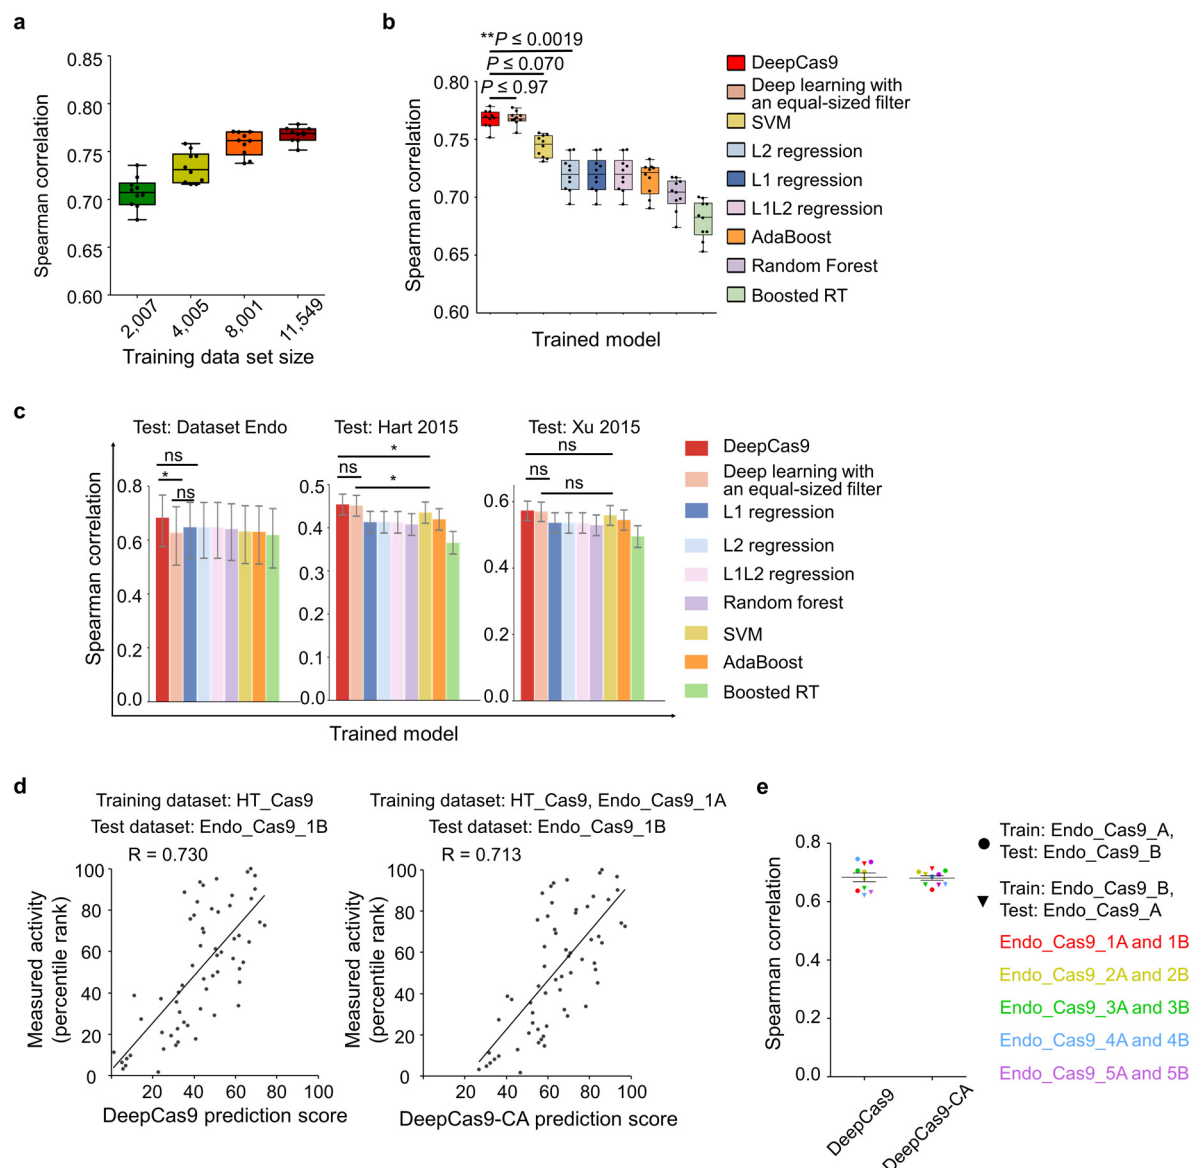 a
0.85
0.80
0.75
0.70
0.65
0.60
Spearman correlation
2,007
4,005
8,001
11,549
Training data set size
b
**P ≤ 0.0019
P ≤ 0.070
P ≤ 0.97
0.80
0.75
0.70
0.65
0.60
Spearman correlation
Trained model
DeepCas9
Deep learning with
an equal-sized filter
SVM
L2 regression
L1 regression
L1L2 regression
AdaBoost
Random Forest
Boosted RT
c
Spearman correlation
Test: Dataset Endo
ns
*
ns
0.8
0.6
0.4
0.2
0.0
Test: Hart 2015
*
ns
*
0.5
0.4
0.3
0.2
0.1
0.0
Test: Xu 2015
ns
ns
ns
0.6
0.4
0.2
0.0
Trained model
DeepCas9
Deep learning with
an equal-sized filter
L1 regression
L2 regression
L1L2 regression
Random forest
SVM
AdaBoost
Boosted RT
d
Training dataset: HT_Cas9
Test dataset: Endo_Cas9_1B
R = 0.730
100
80
60
40
20
0
Measured activity
(percentile rank)
20
40
60
80
100
DeepCas9 prediction score
Training dataset: HT_Cas9, Endo_Cas9_1A
Test dataset: Endo_Cas9_1B
R = 0.713
100
80
60
40
20
0
Measured activity
(percentile rank)
20
40
60
80
100
DeepCas9-CA prediction score
e
0.8
0.6
0.4
0.2
0.0
Spearman correlation
DeepCas9
DeepCas9-CA
Train: Endo_Cas9_A,
Test: Endo_Cas9_B
Train: Endo_Cas9_B,
Test: Endo_Cas9_A
Endo_Cas9_1A and 1B
Endo_Cas9_2A and 2B
Endo_Cas9_3A and 3B
Endo_Cas9_4A and 4B
Endo_Cas9_5A and 5B